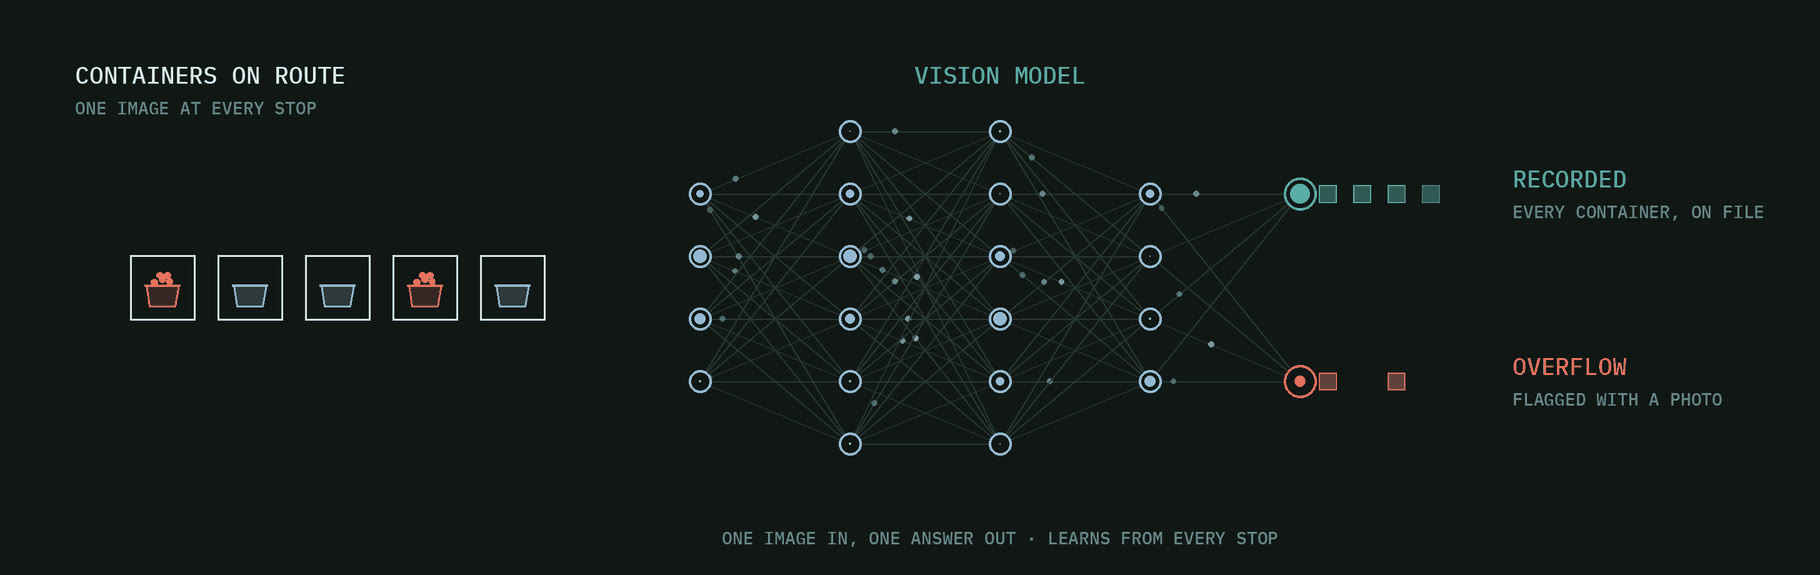 CONTAINERS ON ROUTE
ONE IMAGE AT EVERY STOP
VISION MODEL
RECORDED
EVERY CONTAINER, ON FILE
OVERFLOW
FLAGGED WITH A PHOTO
ONE IMAGE IN, ONE ANSWER OUT · LEARNS FROM EVERY STOP